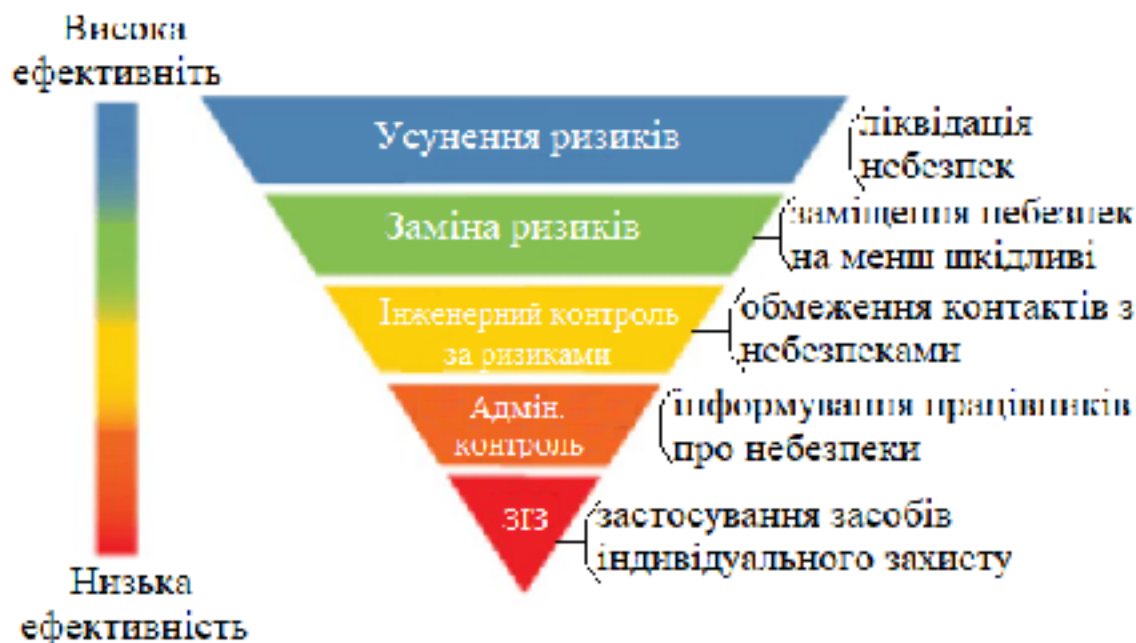 Висока
ефективніть
Усунення ризиків
ліквідація
небезпек
Заміна ризиків
заміщення небезпек
на менш шкідливі
Інженерний контроль
за ризиками
обмеження контактів з
небезпеками
Адмін.
контроль
інформування працівників
про небезпеки
ЗІЗ
застосування засобів
індивідуального захисту
Низька
ефективність